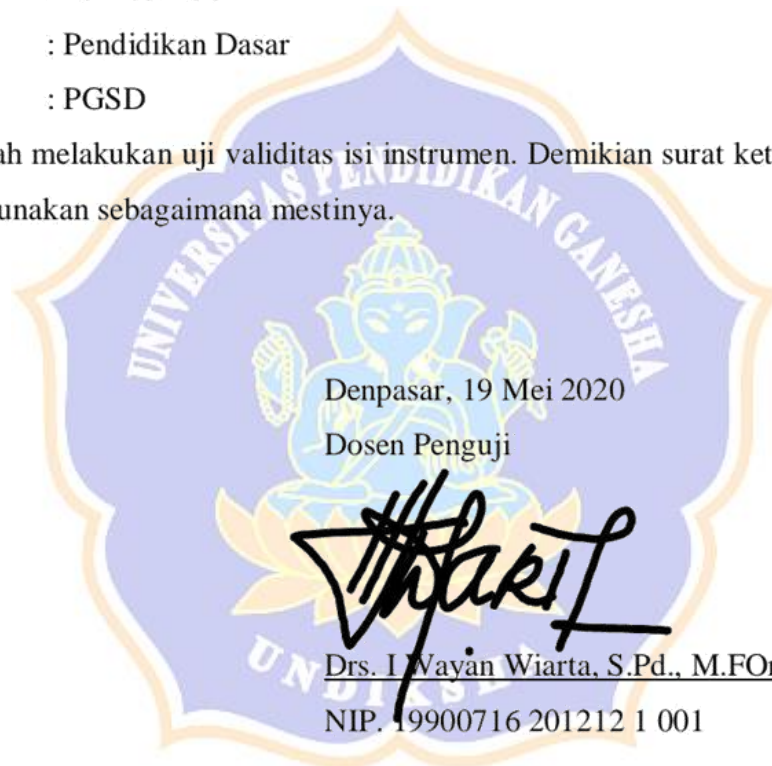 : Pendidikan Dasar
: PGSD
ah melakukan uji validitas isi instrumen. Demikian surat ket
unakan sebagaimana mestinya.
UNIVERSITAS PENDIDIKAN GANESHA
Denpasar, 19 Mei 2020
Dosen Penguji
Drs. I Wayan Wiarta, S.Pd., M.FOr
NIP. 19900716 201212 1 001
UNDIKSHA